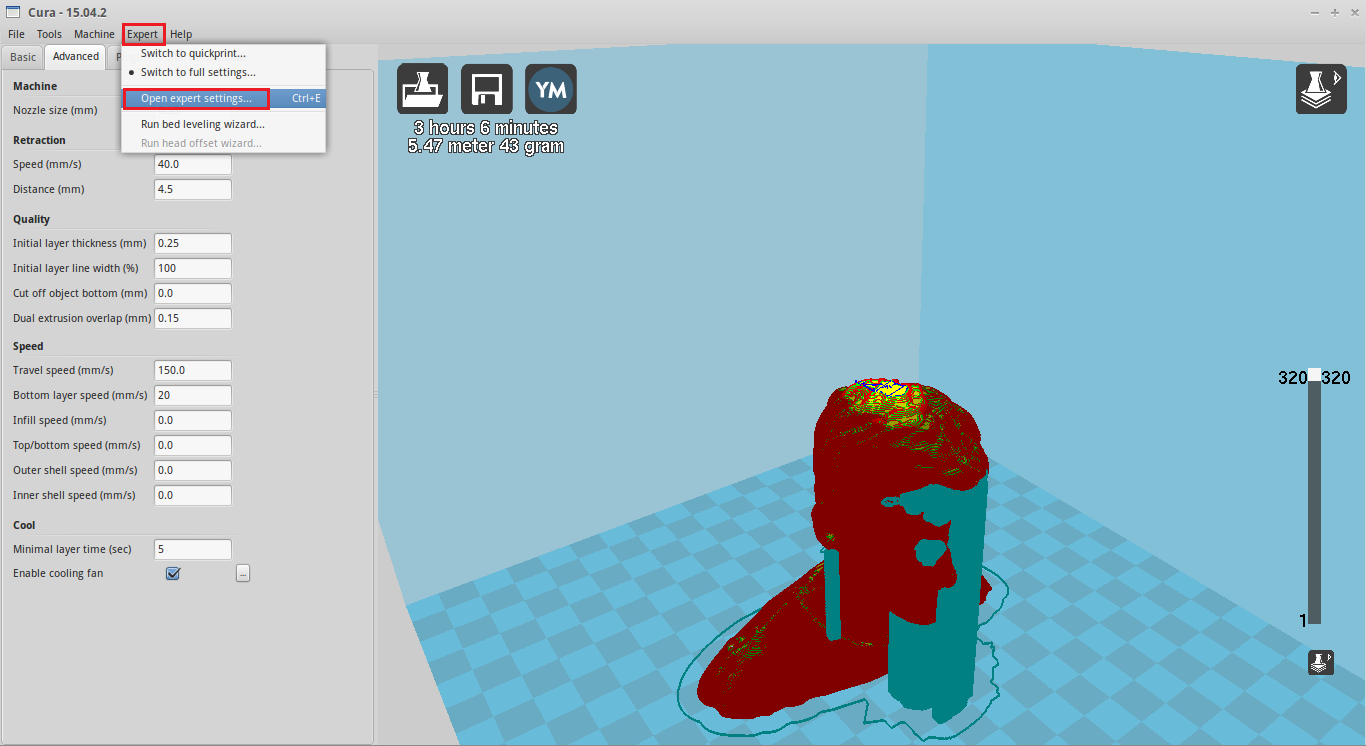 Cura - 15.04.2
File Tools Machine Expert Help
Basic Advanced P
Switch to quickprint...
Switch to full settings...
Open expert settings... Ctrl+E
Run bed leveling wizard...
Run head offset wizard...
Machine
Nozzle size (mm)
Retraction
Speed (mm/s) 40.0
Distance (mm) 4.5
Quality
Initial layer thickness (mm) 0.25
Initial layer line width (%) 100
Cut off object bottom (mm) 0.0
Dual extrusion overlap (mm) 0.15
Speed
Travel speed (mm/s) 150.0
Bottom layer speed (mm/s) 20
Infill speed (mm/s) 0.0
Top/bottom speed (mm/s) 0.0
Outer shell speed (mm/s) 0.0
Inner shell speed (mm/s) 0.0
Cool
Minimal layer time (sec) 5
Enable cooling fan ...
YM
3 hours 6 minutes
5.47 meter 43 gram
320 320
1